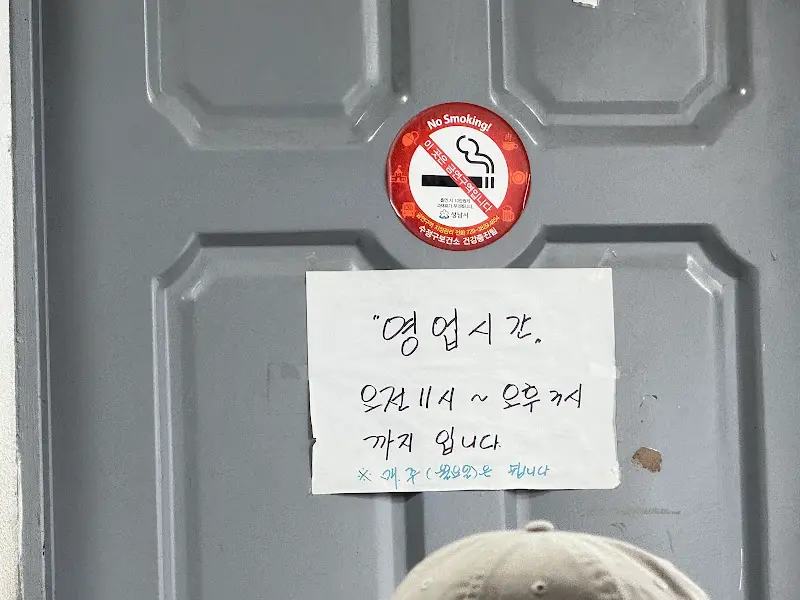 No Smoking!
이 곳은 금연구역입니다
성남시
수정구보건소 건강증진팀
"영업시간"
오전 11시 ~ 오후 3시
까지 입니다.
※ 매.주 (월요일)은 쉽니다